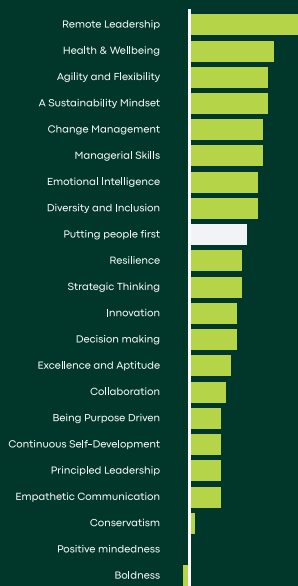 Remote Leadership
Health & Wellbeing
Agility and Flexibility
A Sustainability Mindset
Change Management
Managerial Skills
Emotional Intelligence
Diversity and Inclusion
Putting people first
Resilience
Strategic Thinking
Innovation
Decision making
Excellence and Aptitude
Collaboration
Being Purpose Driven
Continuous Self-Development
Principled Leadership
Empathetic Communication
Conservatism
Positive mindedness
Boldness